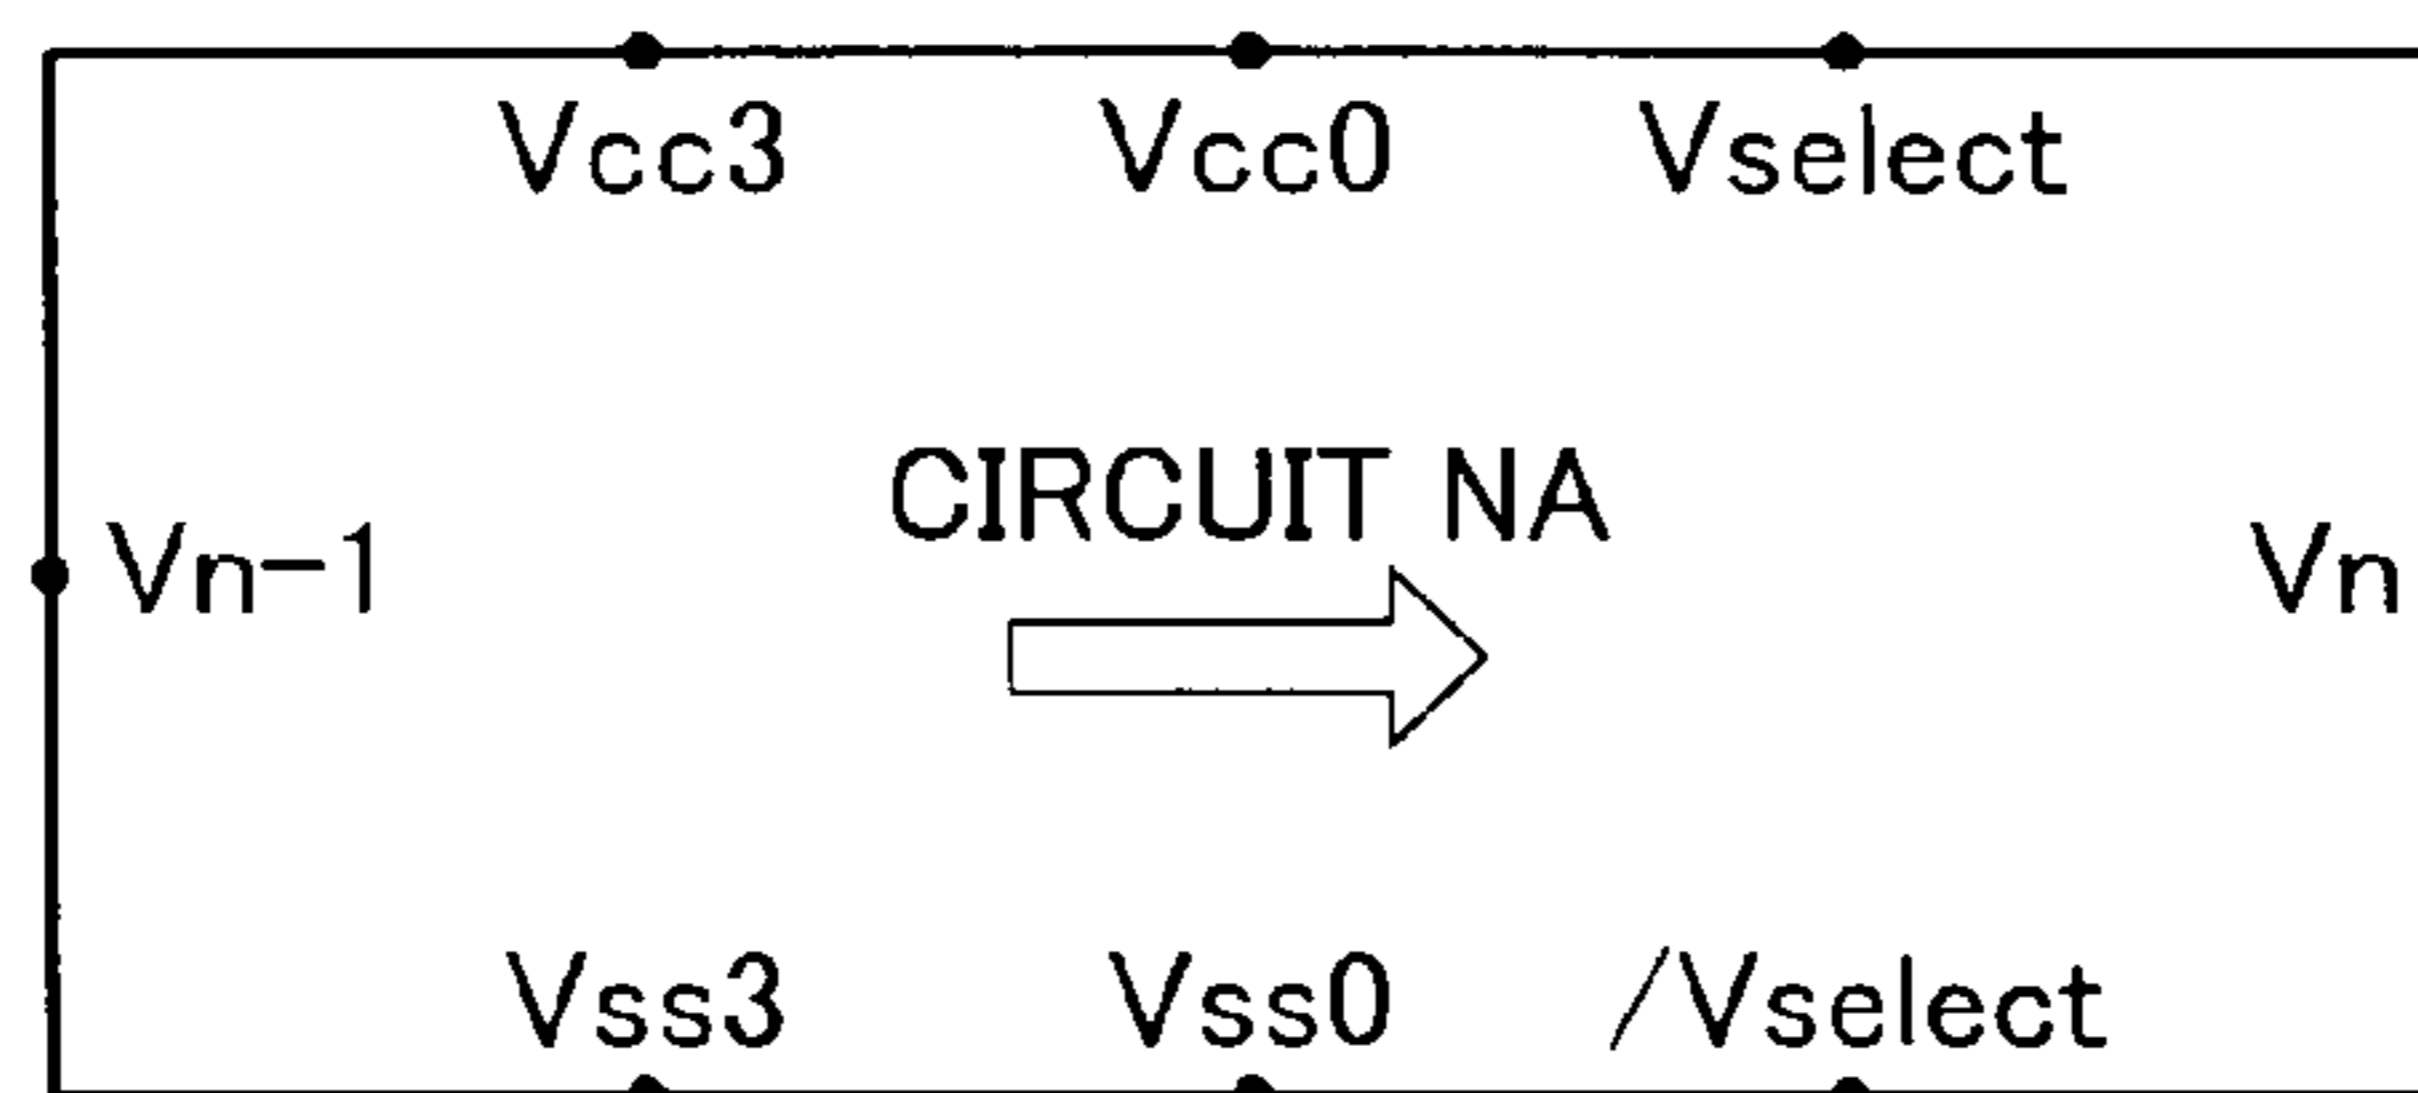 Vcc3 Vcc0 Vselect
CIRCUIT NA
Vn-1 Vn
Vss3 Vss0 /Vselect